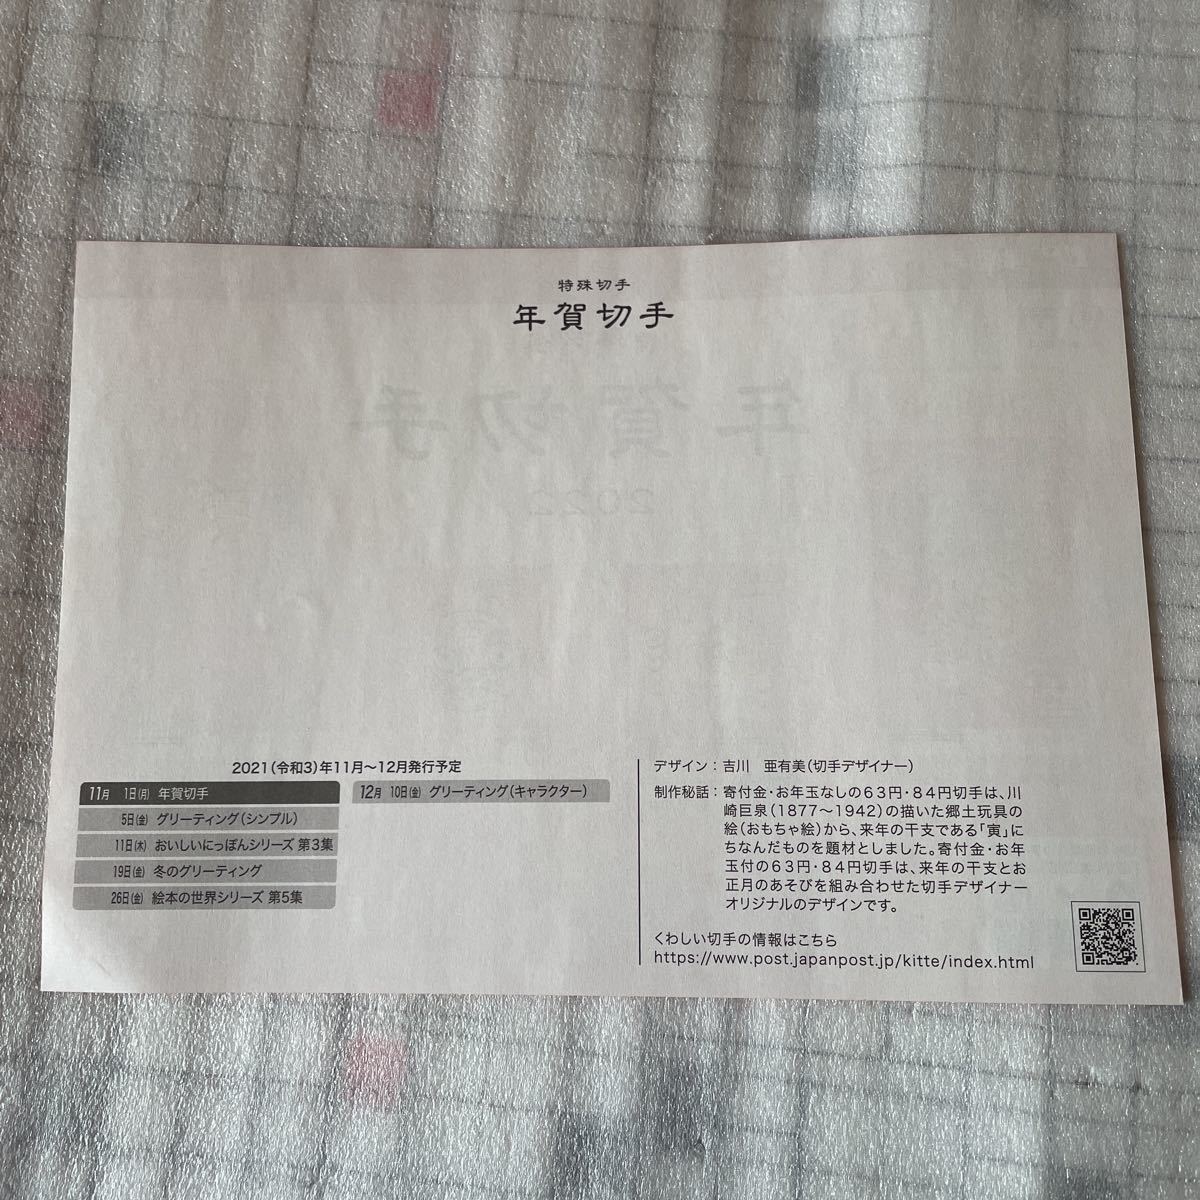 特殊切手
年賀切手
年賀切手
2022
2021(令和3)年11月～12月発行予定
11月 1日(月) 年賀切手
5日(金) グリーティング(シンプル)
11日(木) おいしいにっぽんシリーズ 第3集
19日(金) 冬のグリーティング
26日(金) 絵本の世界シリーズ 第5集
12月 10日(金) グリーティング(キャラクター)
デザイン：吉川　亜有美(切手デザイナー)
制作秘話：寄付金・お年玉なしの63円・84円切手は、川
崎巨泉(1877～1942)の描いた郷土玩具の
絵(おもちゃ絵)から、来年の干支である「寅」に
ちなんだものを題材としました。寄付金・お年
玉付の63円・84円切手は、来年の干支とお
正月のあそびを組み合わせた切手デザイナー
オリジナルのデザインです。
くわしい切手の情報はこちら
https://www.post.japanpost.jp/kitte/index.html